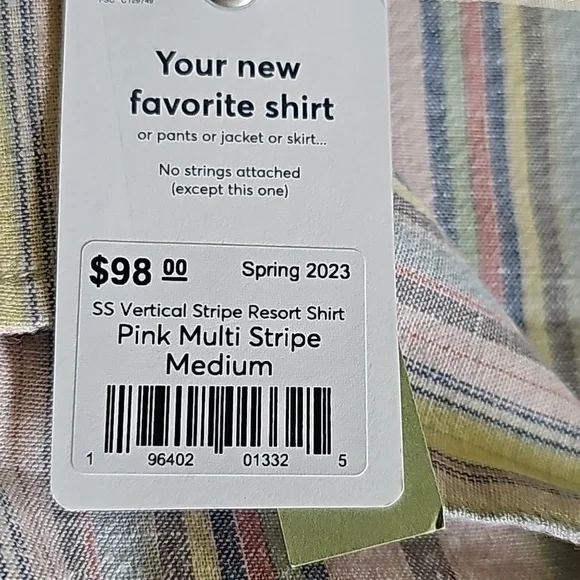 Your new
favorite shirt
or pants or jacket or skirt...
No strings attached
(except this one)
$98 00 Spring 2023
SS Vertical Stripe Resort Shirt
Pink Multi Stripe
Medium
1 96402 01332 5